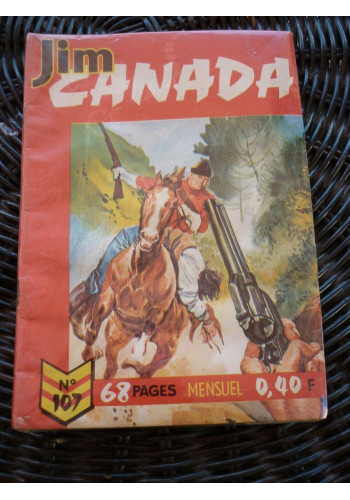 Jim
CANADA
N° 107
68 PAGES MENSUEL 0,40 F